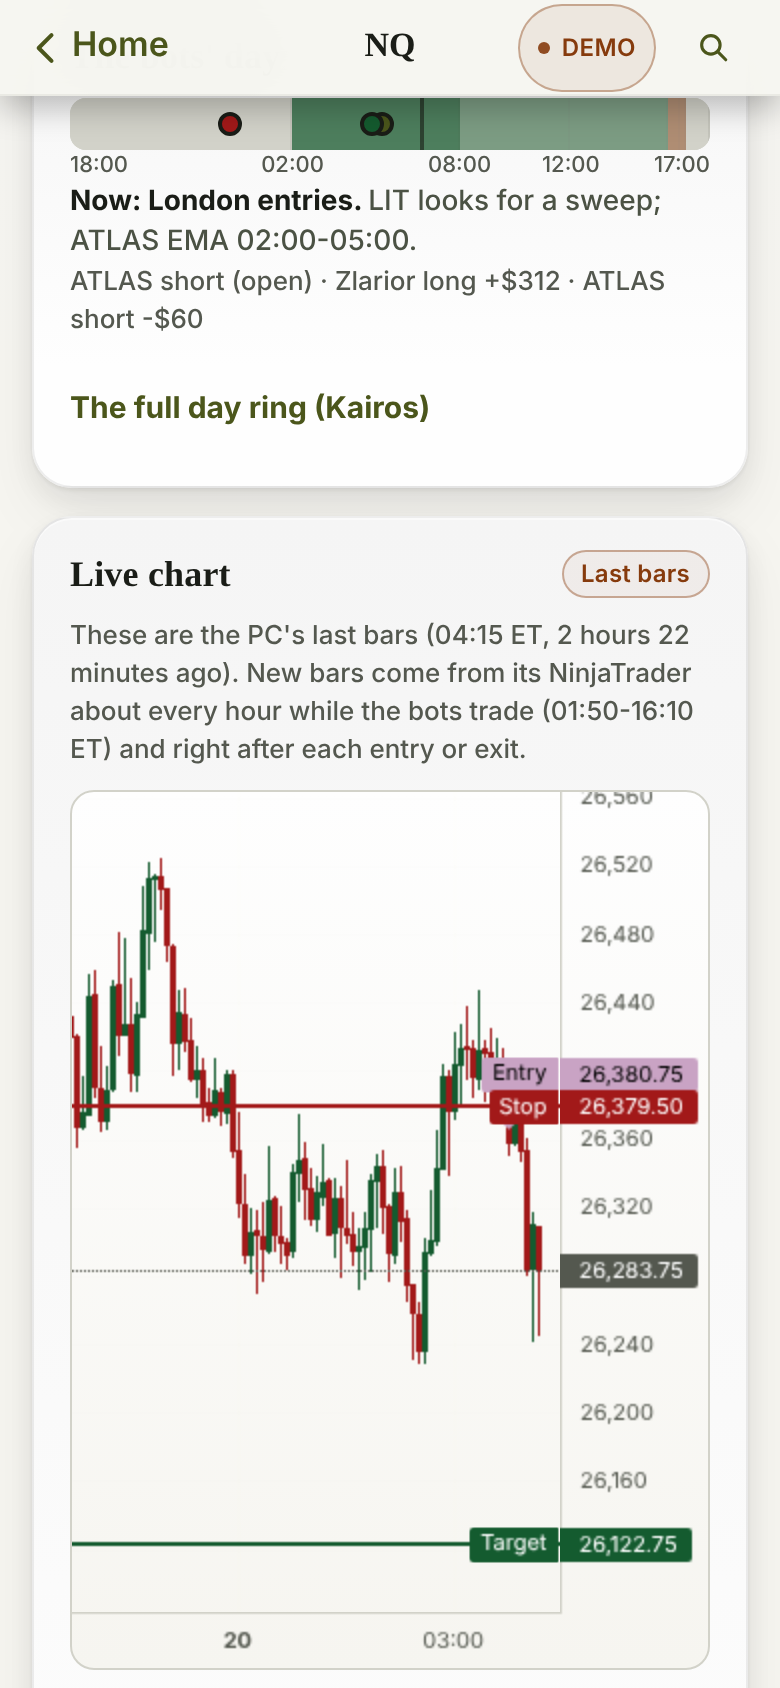 Home
NQ
DEMO
18:00 02:00 08:00 12:00 17:00
Now: London entries. LIT looks for a sweep;
ATLAS EMA 02:00-05:00.
ATLAS short (open) · Zlarior long +$312 · ATLAS
short -$60
The full day ring (Kairos)
Live chart
Last bars
These are the PC's last bars (04:15 ET, 2 hours 22
minutes ago). New bars come from its NinjaTrader
about every hour while the bots trade (01:50-16:10
ET) and right after each entry or exit.
26,560
26,520
26,480
26,440
Entry 26,380.75
Stop 26,379.50
26,360
26,320
26,283.75
26,240
26,200
26,160
Target 26,122.75
20 03:00